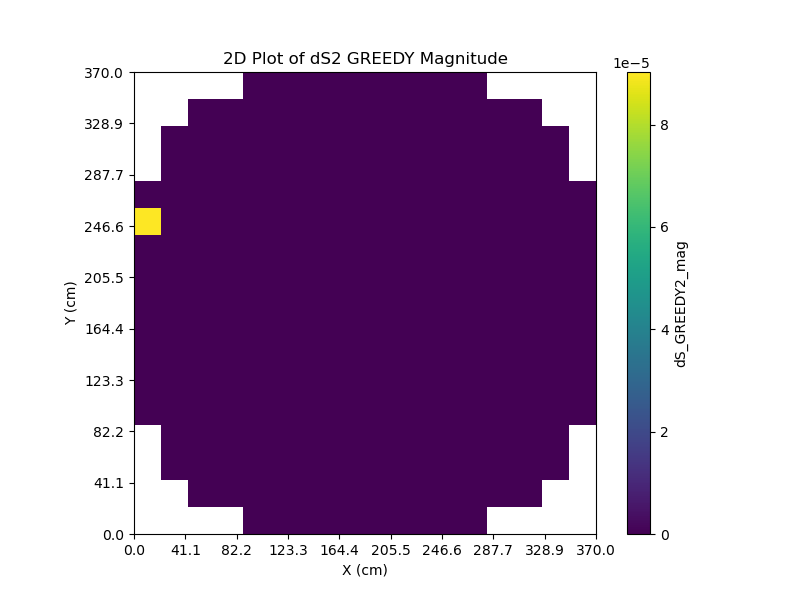 2D Plot of dS2 GREEDY Magnitude
1e−5
370.0
328.9
287.7
246.6
205.5
164.4
123.3
82.2
41.1
0.0
Y (cm)
0.0 41.1 82.2 123.3 164.4 205.5 246.6 287.7 328.9 370.0
X (cm)
8
6
4
2
0
dS_GREEDY2_mag